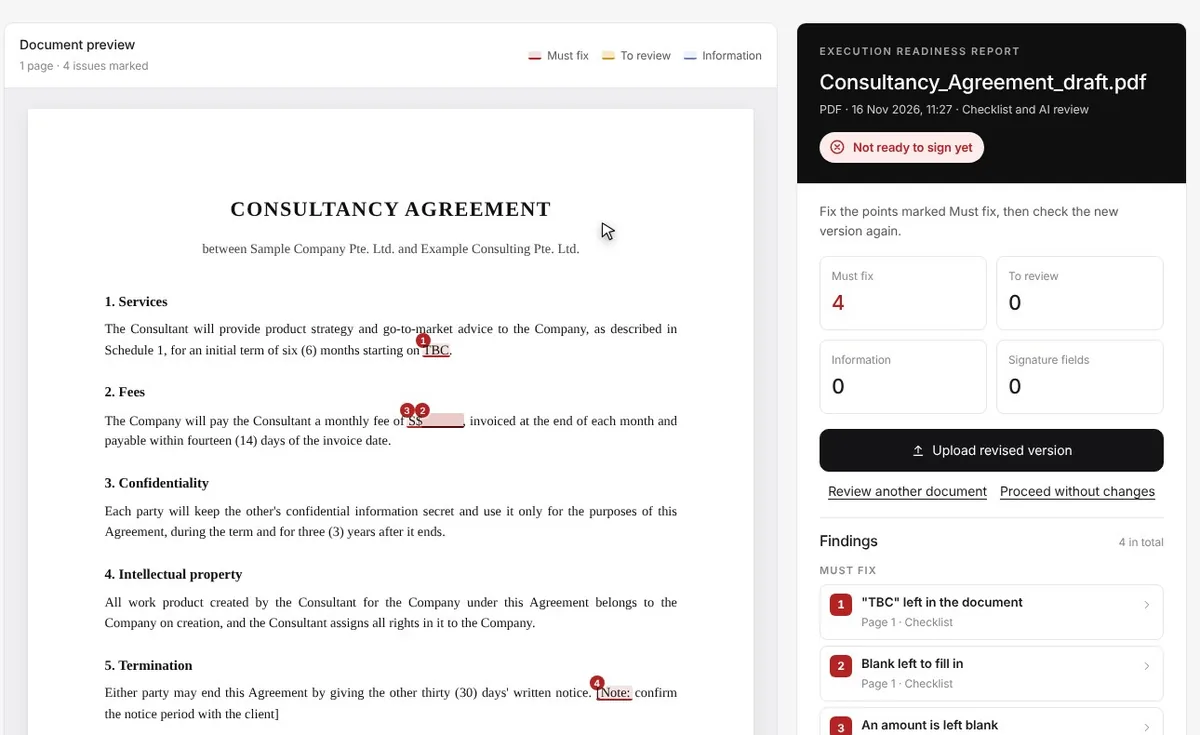 Document preview
1 page · 4 issues marked
Must fix
To review
Information
CONSULTANCY AGREEMENT
between Sample Company Pte. Ltd. and Example Consulting Pte. Ltd.
1. Services
The Consultant will provide product strategy and go-to-market advice to the Company, as described in
1
Schedule 1, for an initial term of six (6) months starting on TBC.
2. Fees
3 2
The Company will pay the Consultant a monthly fee of S$______, invoiced at the end of each month and
payable within fourteen (14) days of the invoice date.
3. Confidentiality
Each party will keep the other's confidential information secret and use it only for the purposes of this
Agreement, during the term and for three (3) years after it ends.
4. Intellectual property
All work product created by the Consultant for the Company under this Agreement belongs to the
Company on creation, and the Consultant assigns all rights in it to the Company.
5. Termination
4
Either party may end this Agreement by giving the other thirty (30) days' written notice. [Note: confirm
the notice period with the client]
EXECUTION READINESS REPORT
Consultancy_Agreement_draft.pdf
PDF · 16 Nov 2026, 11:27 · Checklist and AI review
Not ready to sign yet
Fix the points marked Must fix, then check the new
version again.
Must fix
4
To review
0
Information
0
Signature fields
0
Upload revised version
Review another document
Proceed without changes
Findings
4 in total
MUST FIX
1
"TBC" left in the document
Page 1 · Checklist
2
Blank left to fill in
Page 1 · Checklist
3
An amount is left blank